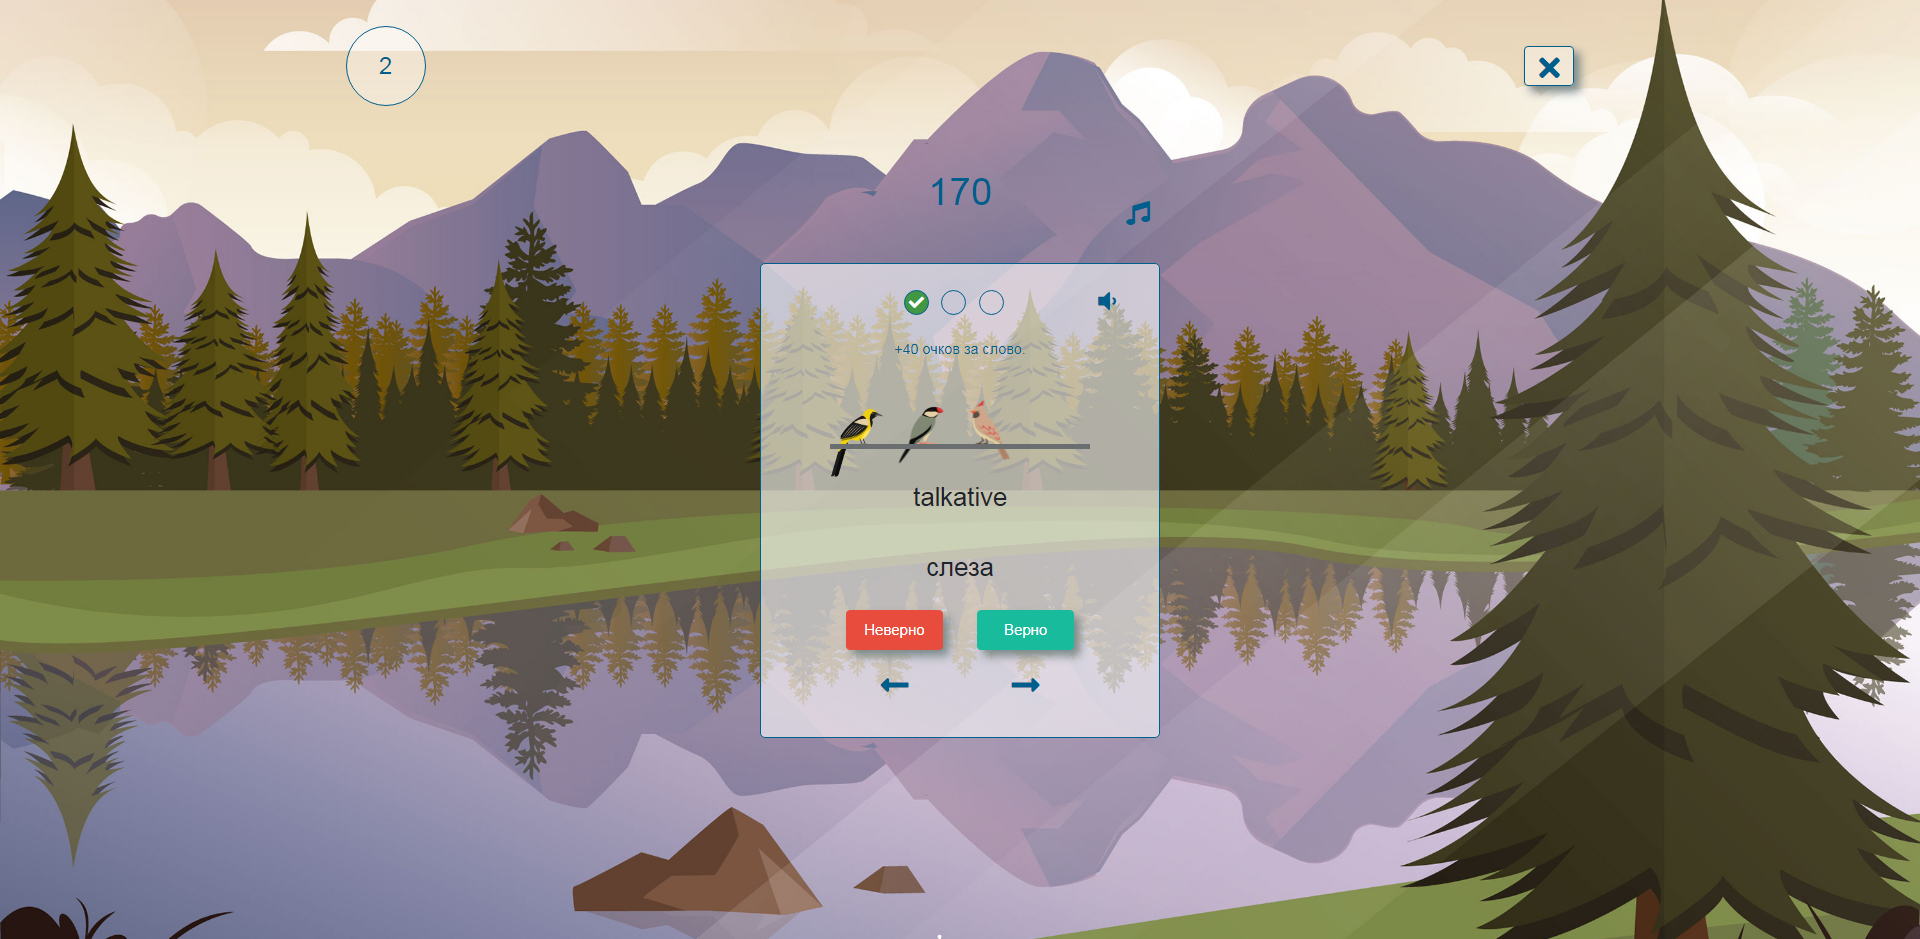 2
170
+40 очков за слово.
talkative
слеза
Неверно
Верно